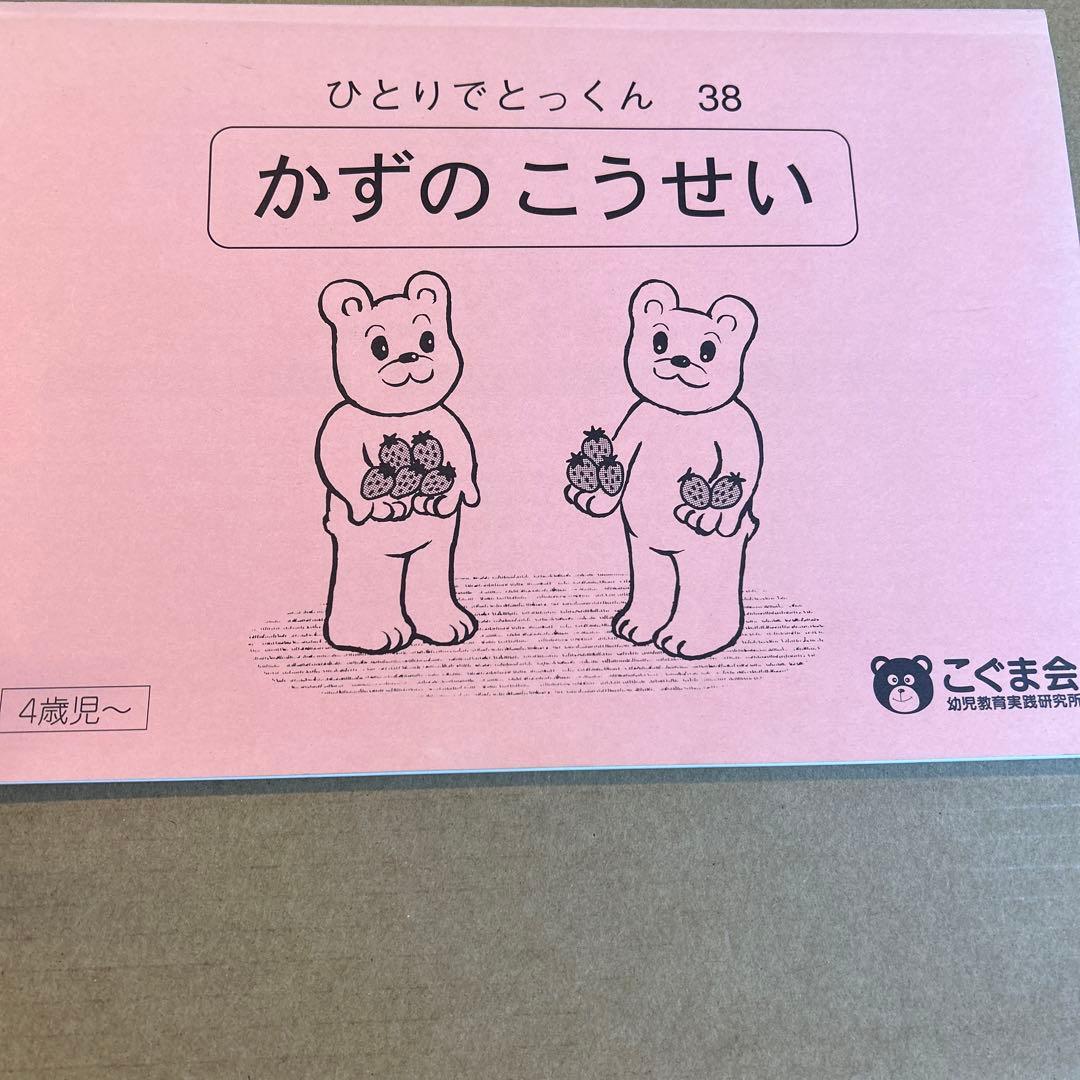 ひとりでとっくん 38
かずのこうせい
4歳児～
こぐま会
幼児教育実践研究所